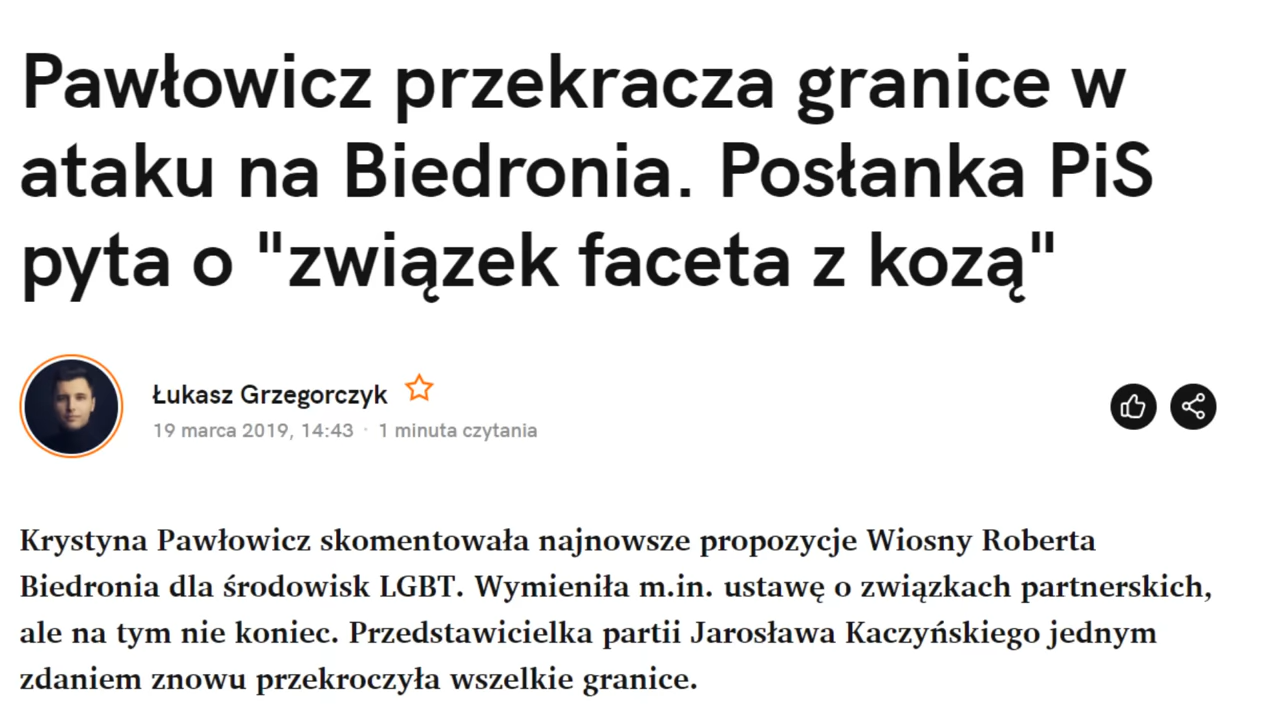 Pawłowicz przekracza granice w
ataku na Biedronia. Posłanka PiS
pyta o "związek faceta z kozą"
Łukasz Grzegorczyk
19 marca 2019, 14:43 · 1 minuta czytania
Krystyna Pawłowicz skomentowała najnowsze propozycje Wiosny Roberta
Biedronia dla środowisk LGBT. Wymieniła m.in. ustawę o związkach partnerskich,
ale na tym nie koniec. Przedstawicielka partii Jarosława Kaczyńskiego jednym
zdaniem znowu przekroczyła wszelkie granice.